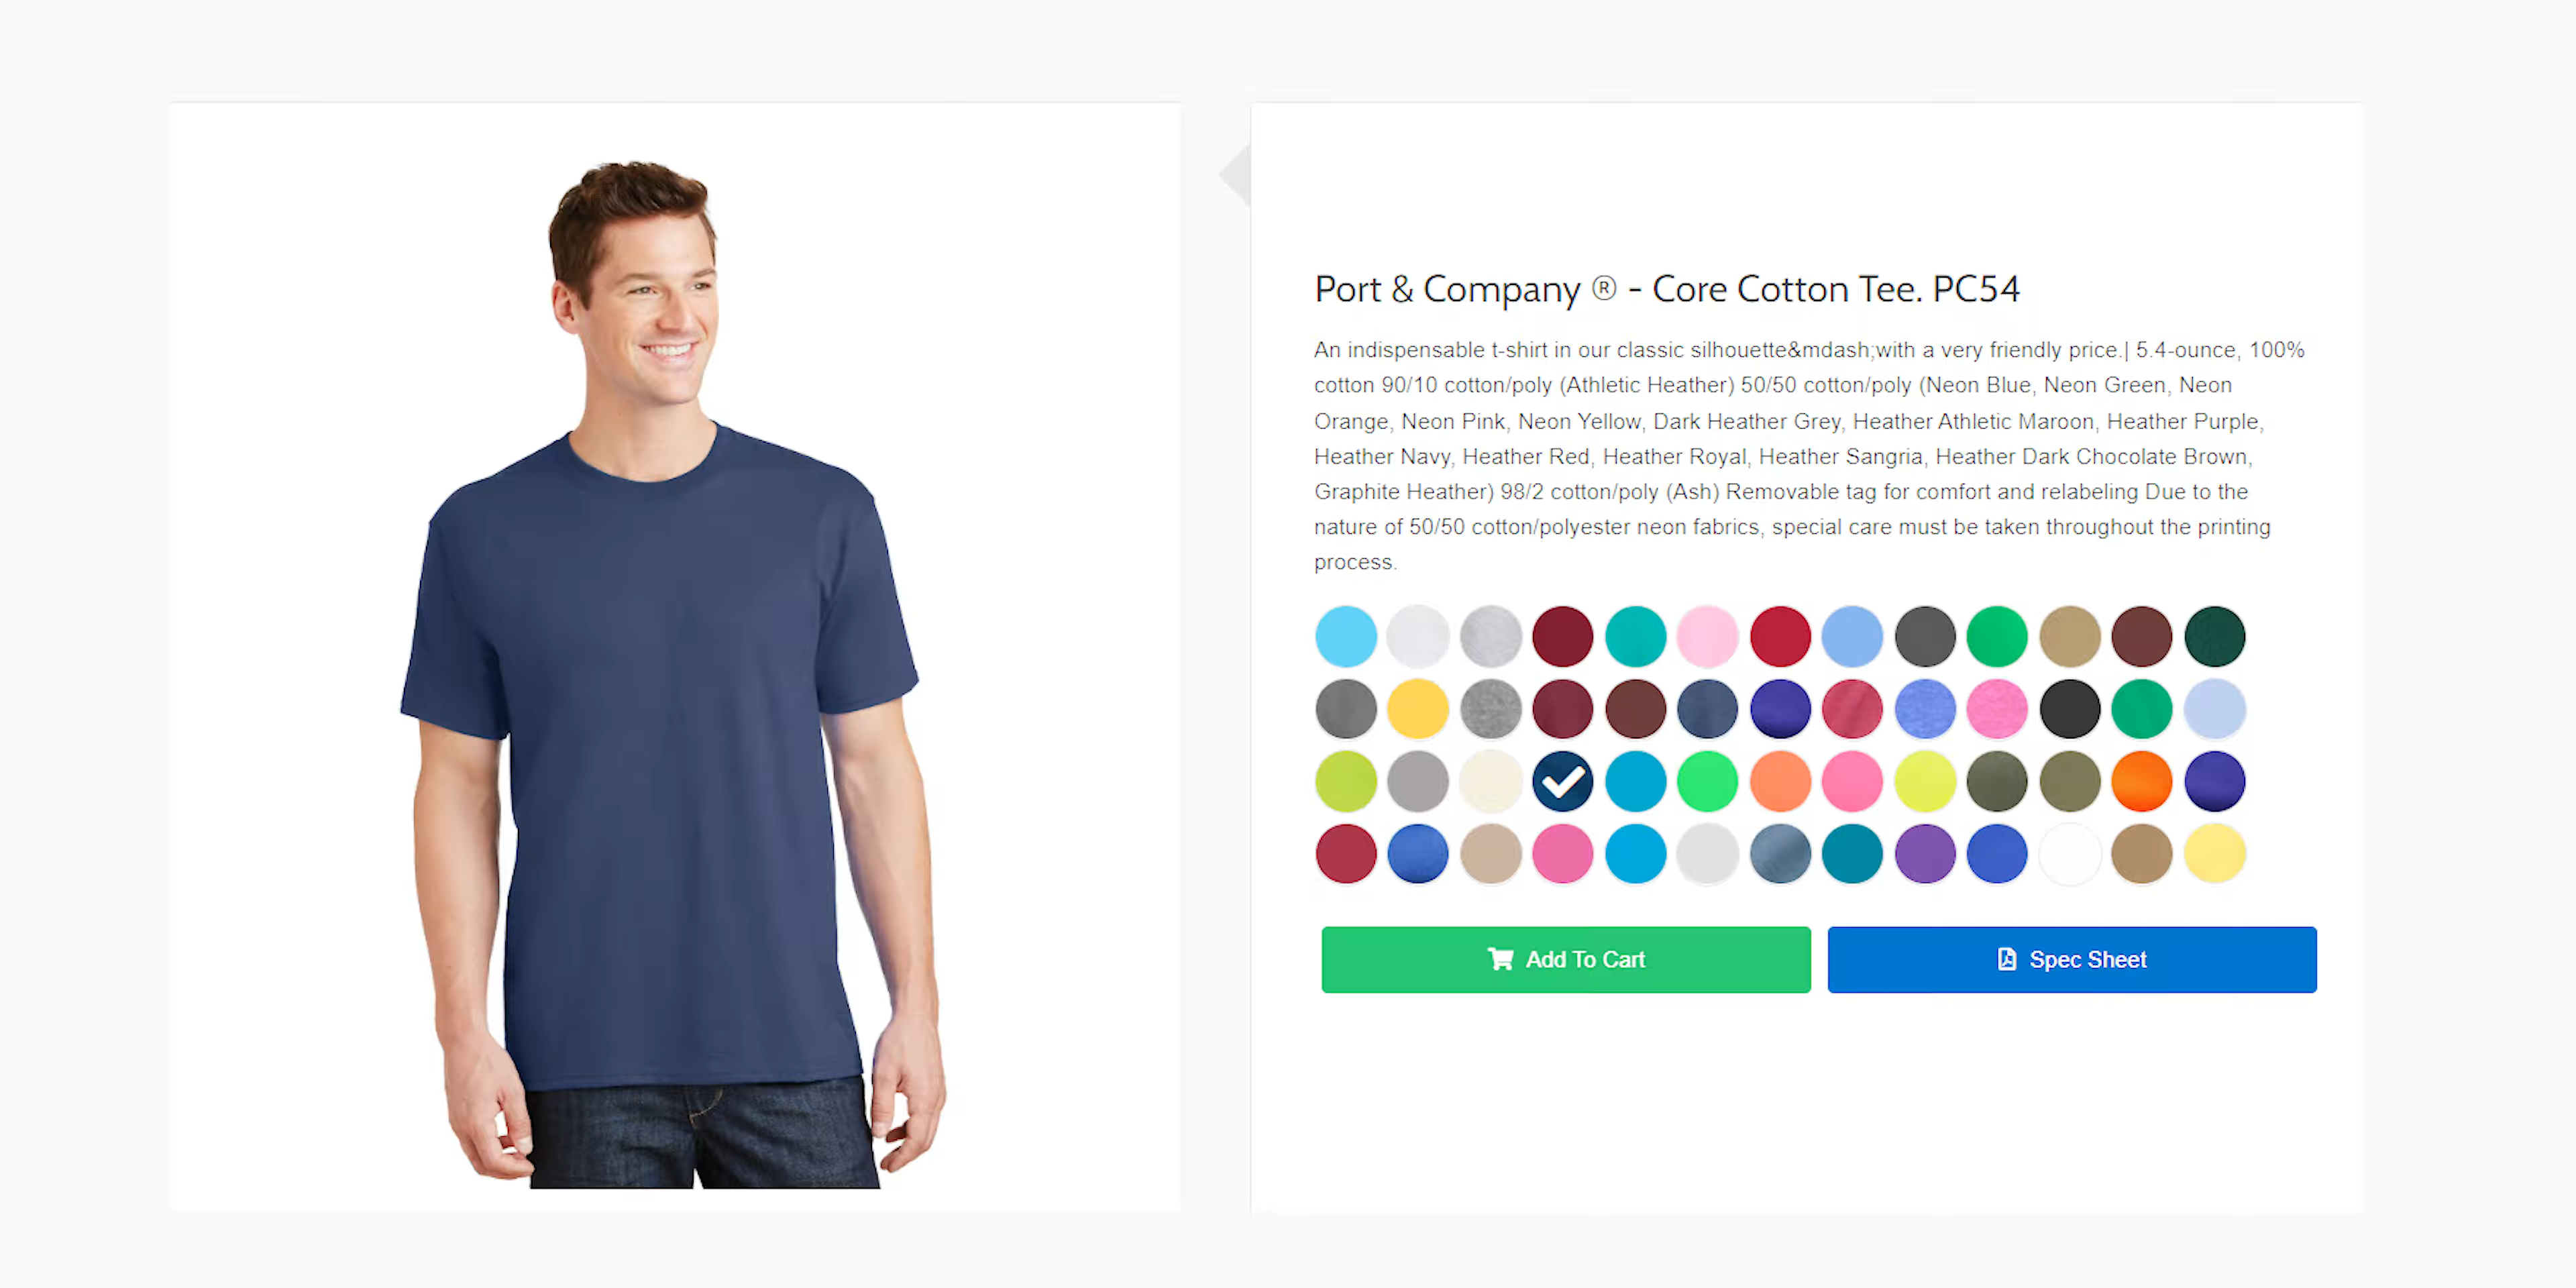 Port & Company ® - Core Cotton Tee. PC54
An indispensable t-shirt in our classic silhouette&mdash;with a very friendly price.| 5.4-ounce, 100%
cotton 90/10 cotton/poly (Athletic Heather) 50/50 cotton/poly (Neon Blue, Neon Green, Neon
Orange, Neon Pink, Neon Yellow, Dark Heather Grey, Heather Athletic Maroon, Heather Purple,
Heather Navy, Heather Red, Heather Royal, Heather Sangria, Heather Dark Chocolate Brown,
Graphite Heather) 98/2 cotton/poly (Ash) Removable tag for comfort and relabeling Due to the
nature of 50/50 cotton/polyester neon fabrics, special care must be taken throughout the printing
process.
Add To Cart
Spec Sheet